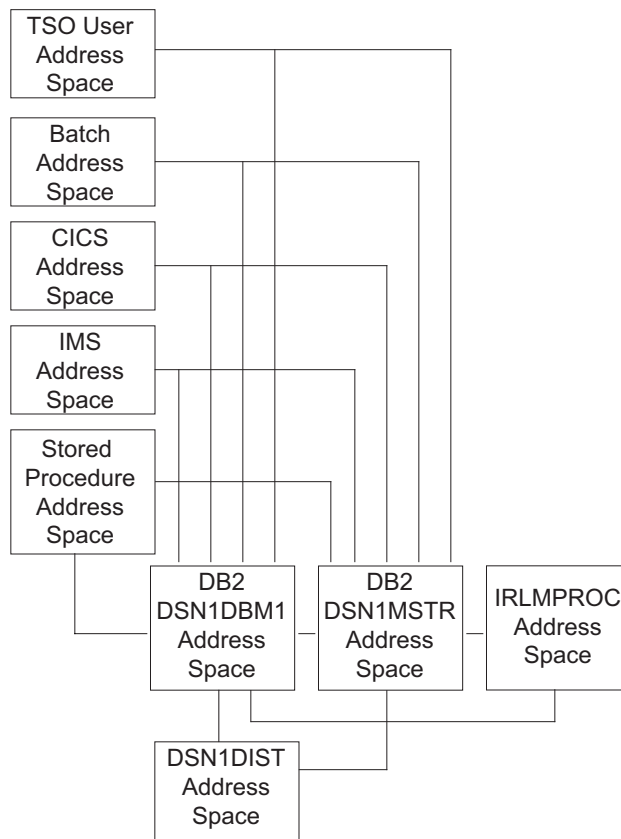 TSO User
Address
Space
Batch
Address
Space
CICS
Address
Space
IMS
Address
Space
Stored
Procedure
Address
Space
DB2
DSN1DBM1
Address
Space
DB2
DSN1MSTR
Address
Space
IRLMPROC
Address
Space
DSN1DIST
Address
Space